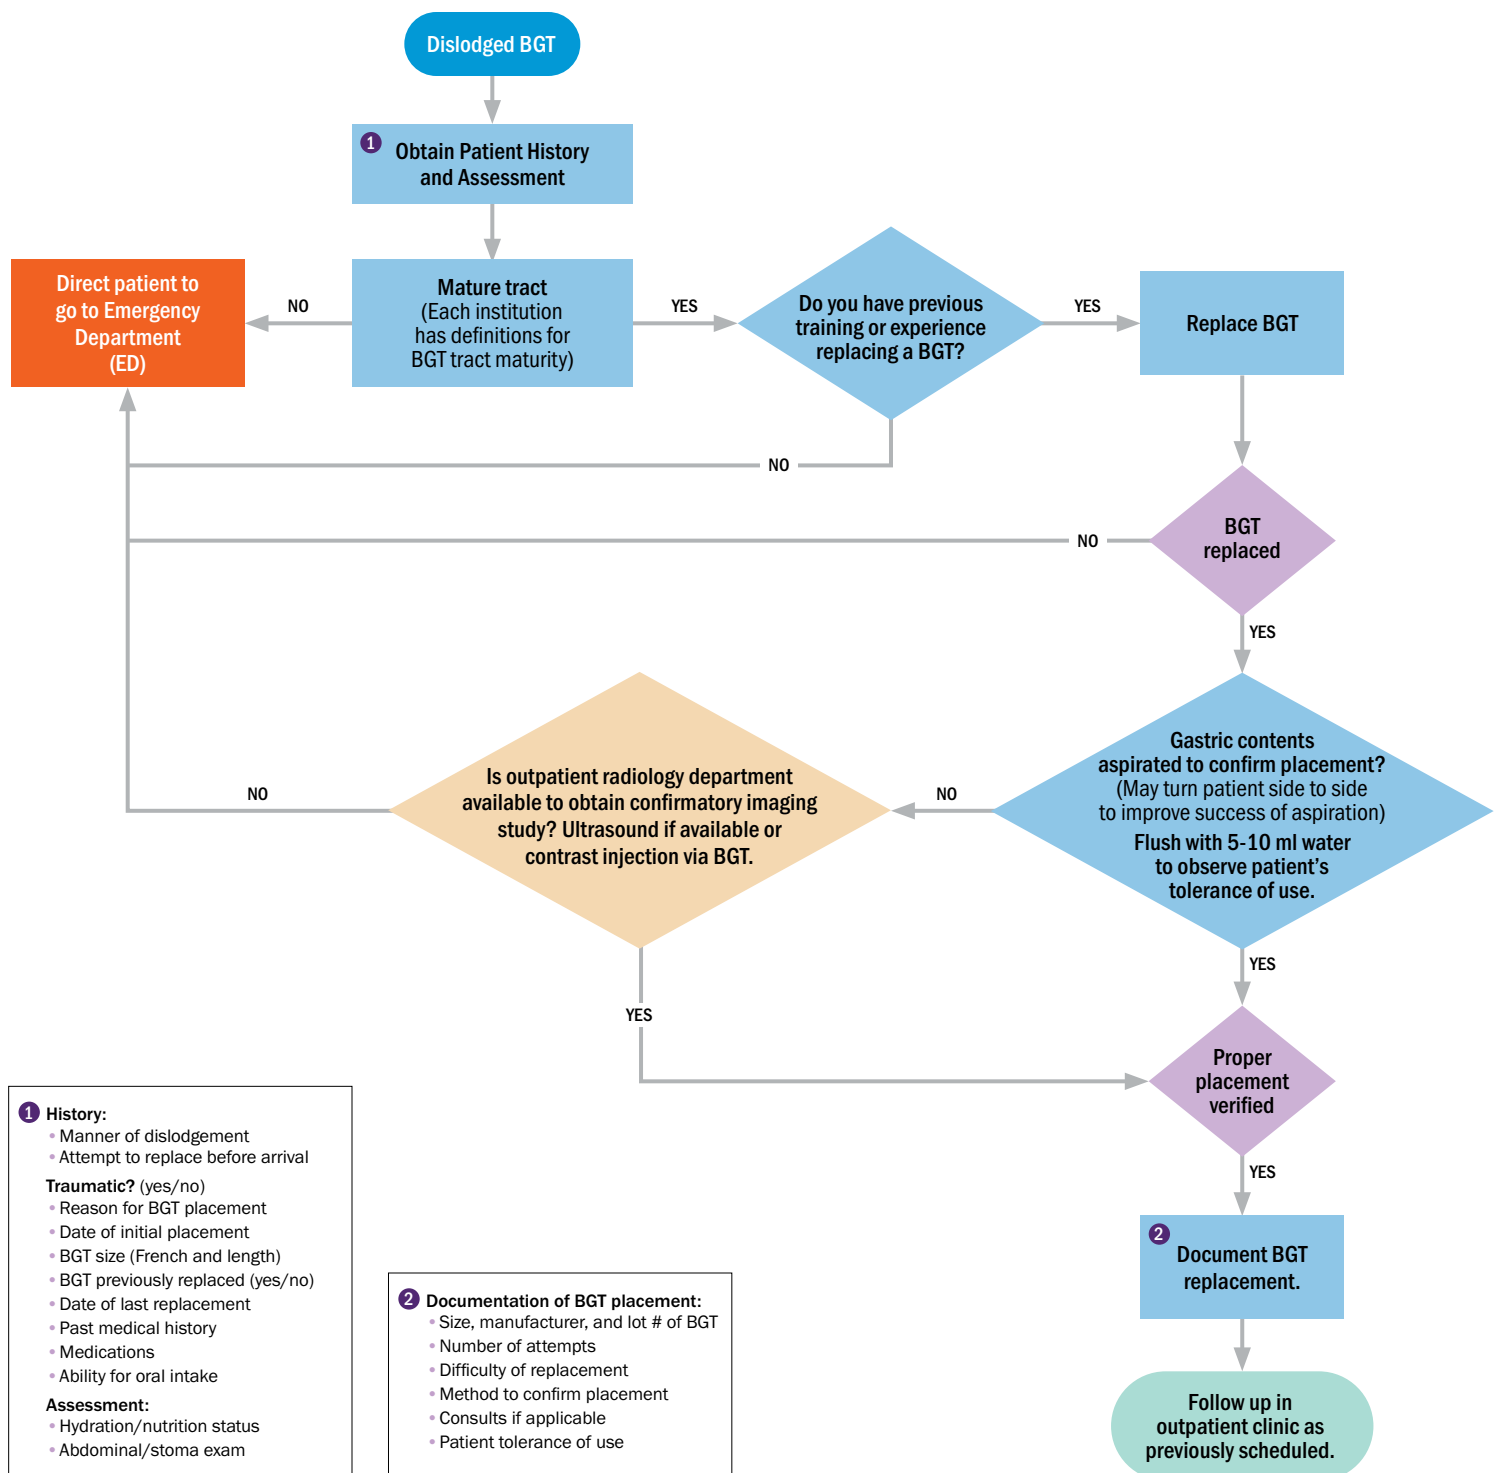 Dislodged BGT
1
Obtain Patient History
and Assessment
Direct patient to
go to Emergency
Department
(ED)
NO
Mature tract
(Each institution
has definitions for
BGT tract maturity)
YES
Do you have previous
training or experience
replacing a BGT?
YES
Replace BGT
NO
NO
BGT
replaced
YES
Gastric contents
aspirated to confirm placement?
(May turn patient side to side
to improve success of aspiration)
Flush with 5-10 ml water
to observe patient's
tolerance of use.
NO
Is outpatient radiology department
available to obtain confirmatory imaging
study? Ultrasound if available or
contrast injection via BGT.
NO
YES
YES
Proper
placement
verified
YES
2
Document BGT
replacement.
Follow up in
outpatient clinic as
previously scheduled.
1 History:
• Manner of dislodgement
• Attempt to replace before arrival
Traumatic? (yes/no)
• Reason for BGT placement
• Date of initial placement
• BGT size (French and length)
• BGT previously replaced (yes/no)
• Date of last replacement
• Past medical history
• Medications
• Ability for oral intake
Assessment:
• Hydration/nutrition status
• Abdominal/stoma exam
2 Documentation of BGT placement:
• Size, manufacturer, and lot # of BGT
• Number of attempts
• Difficulty of replacement
• Method to confirm placement
• Consults if applicable
• Patient tolerance of use